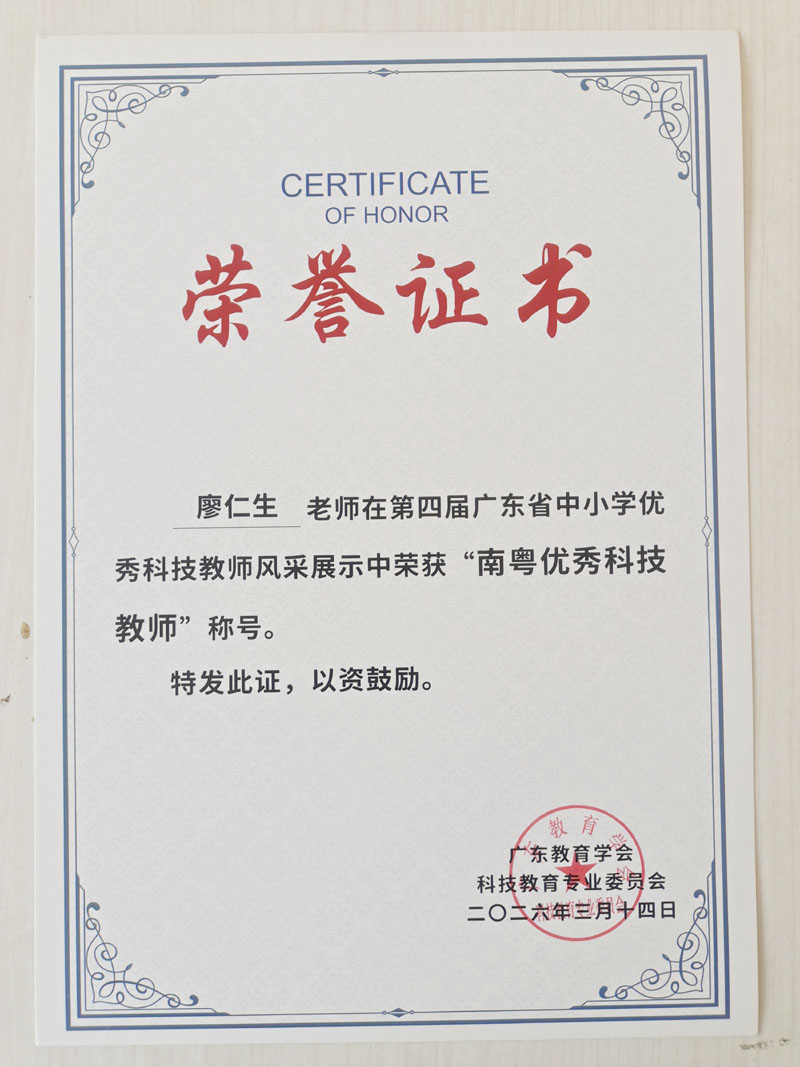 CERTIFICATE
OF HONOR
荣誉证书
廖仁生 老师在第四届广东省中小学优
秀科技教师风采展示中荣获“南粤优秀科技
教师”称号。
特发此证，以资鼓励。
广东教育学会
科技教育专业委员会
二〇二六年三月十四日